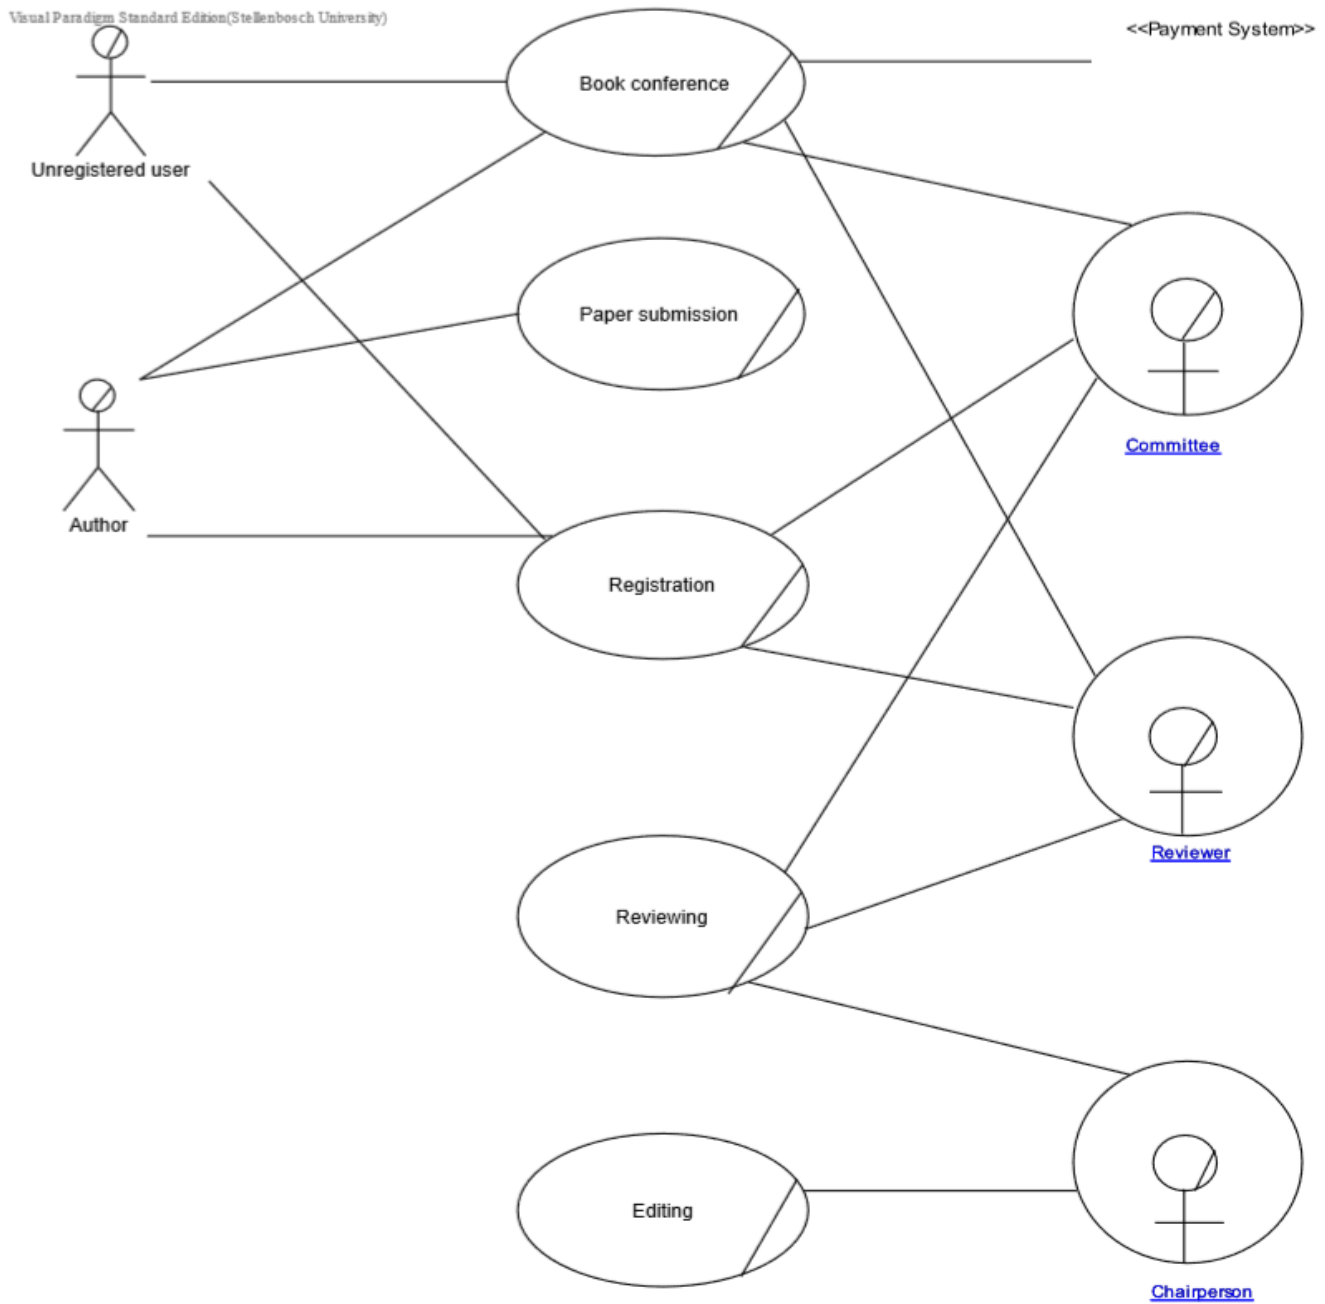 Visual Paradigm Standard Edition(Stellenbosch University)
<<Payment System>>
Book conference
Unregistered user
Paper submission
Committee
Author
Registration
Reviewer
Reviewing
Editing
Chairperson